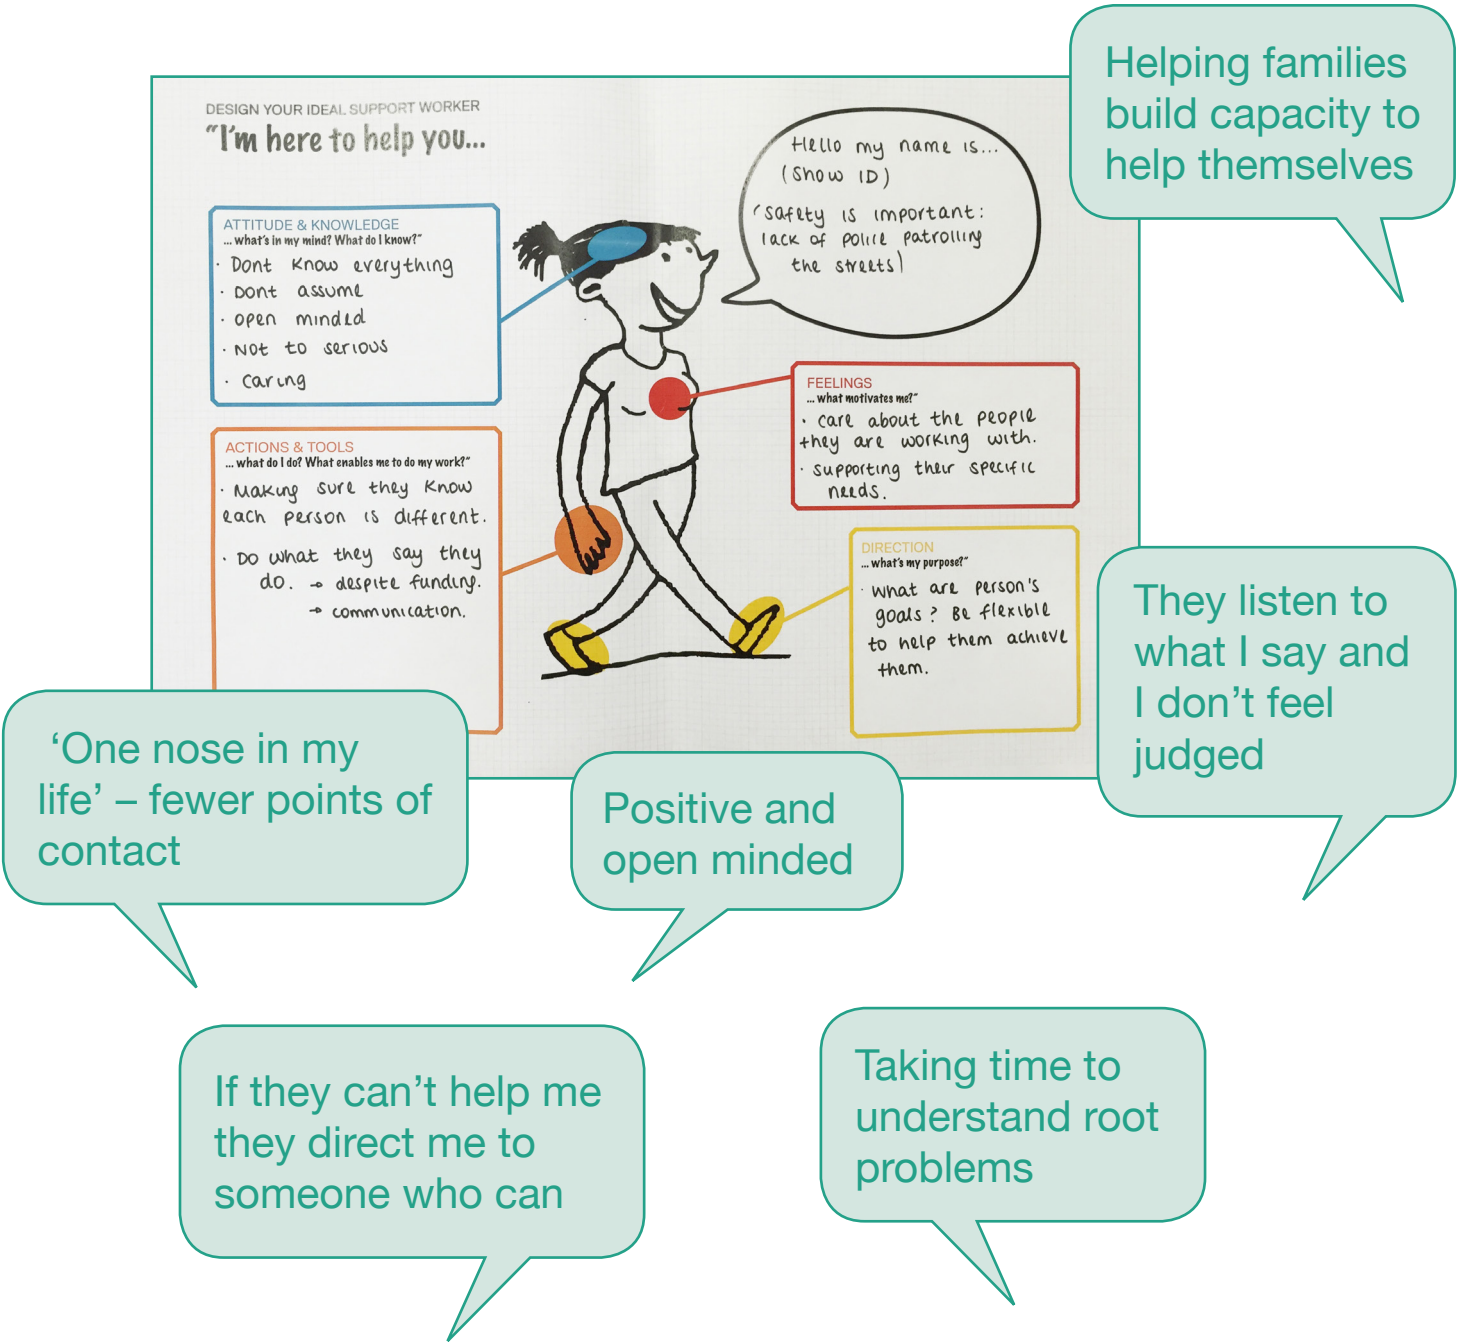 Helping families
build capacity to
help themselves
DESIGN YOUR IDEAL SUPPORT WORKER
"I'm here to help you...
Hello my name is...
(Show ID)
(Safety is important:
lack of police patrolling
the streets)
ATTITUDE & KNOWLEDGE
... what's in my mind? What do I know?"
· Dont know everything
· Dont assume
· open minded
· Not to serious
· Caring
FEELINGS
... what motivates me?"
· care about the people
they are working with.
· supporting their specific
needs.
ACTIONS & TOOLS
... what do I do? What enables me to do my work?"
· Making sure they know
each person is different.
· Do what they say they
do. → despite funding.
→ communication.
DIRECTION
... what's my purpose?"
· What are person's
goals? Be flexible
to help them achieve
them.
They listen to
what I say and
I don't feel
judged
'One nose in my
life' – fewer points of
contact
Positive and
open minded
If they can't help me
they direct me to
someone who can
Taking time to
understand root
problems